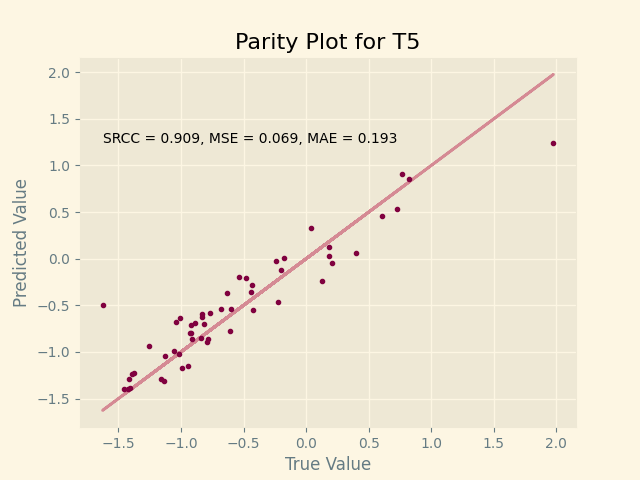 Parity Plot for T5
SRCC = 0.909, MSE = 0.069, MAE = 0.193
Predicted Value
2.0
1.5
1.0
0.5
0.0
−0.5
−1.0
−1.5
−1.5 −1.0 −0.5 0.0 0.5 1.0 1.5 2.0
True Value